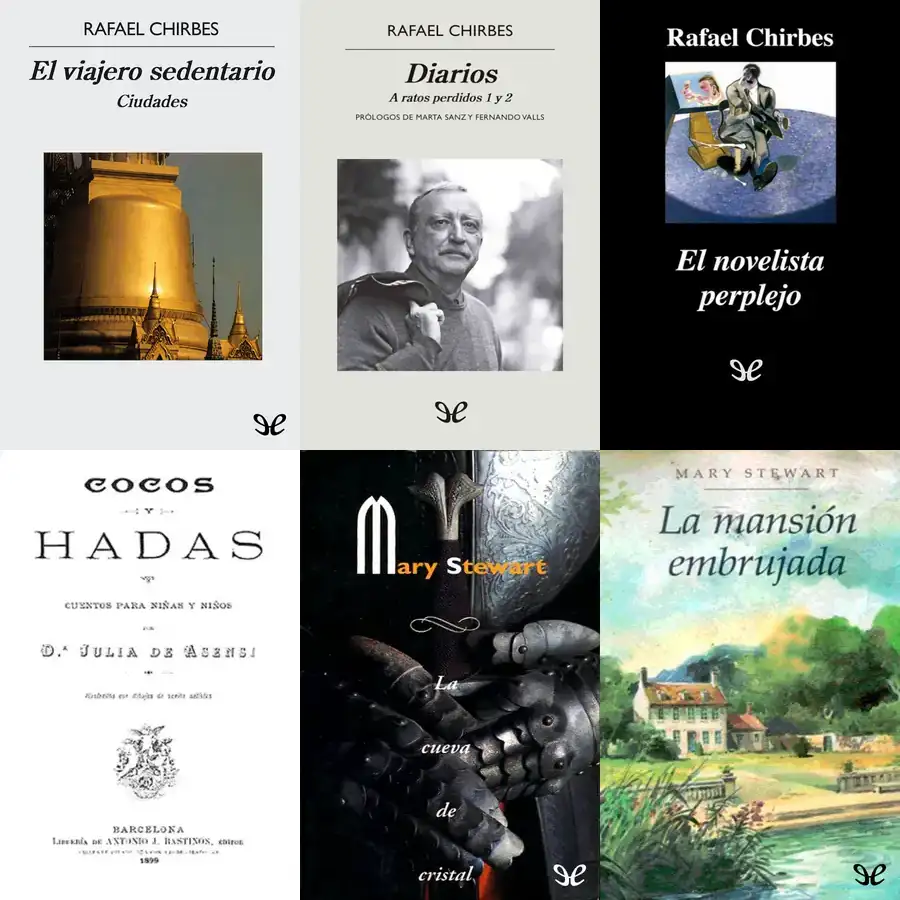 RAFAEL CHIRBES
El viajero sedentario
Ciudades
RAFAEL CHIRBES
Diarios
A ratos perdidos 1 y 2
PRÓLOGOS DE MARTA SANZ Y FERNANDO VALLS
Rafael Chirbes
El novelista
perplejo
COCOS
Y
HADAS
CUENTOS PARA NIÑAS Y NIÑOS
POR
D.ª JULIA DE ASENSI
BARCELONA
LIBRERÍA DE ANTONIO J. BASTINOS, EDITOR
1899
Mary Stewart
La
cueva
de
cristal
MARY STEWART
La mansión
embrujada